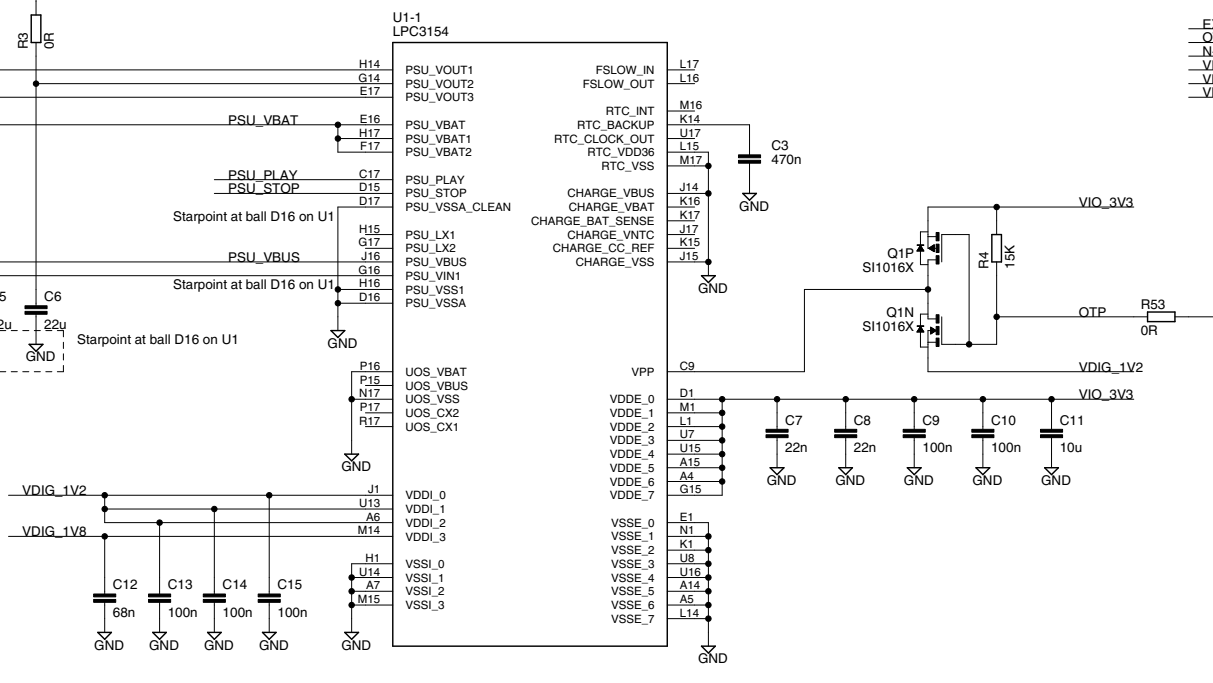 U1-1
LPC3154
R3
0R
H14
G14
E17
PSU_VOUT1
PSU_VOUT2
PSU_VOUT3
PSU_VBAT
E16
H17
F17
PSU_VBAT
PSU_VBAT1
PSU_VBAT2
PSU_PLAY
PSU_STOP
C17
D15
D17
PSU_PLAY
PSU_STOP
PSU_VSSA_CLEAN
Starpoint at ball D16 on U1
H15
G17
J16
G16
H16
D16
PSU_LX1
PSU_LX2
PSU_VBUS
PSU_VIN1
PSU_VSS1
PSU_VSSA
PSU_VBUS
Starpoint at ball D16 on U1
C6
22u
GND
Starpoint at ball D16 on U1
GND
P16
P15
N17
P17
R17
UOS_VBAT
UOS_VBUS
UOS_VSS
UOS_CX2
UOS_CX1
GND
VDIG_1V2
VDIG_1V8
J1
U13
A6
M14
VDDI_0
VDDI_1
VDDI_2
VDDI_3
H1
U14
A7
M15
VSSI_0
VSSI_1
VSSI_2
VSSI_3
C12
68n
C13
100n
C14
100n
C15
100n
GND
GND
GND
GND
GND
FSLOW_IN
FSLOW_OUT
L17
L16
RTC_INT
RTC_BACKUP
RTC_CLOCK_OUT
RTC_VDD36
RTC_VSS
M16
K14
U17
L15
M17
C3
470n
GND
CHARGE_VBUS
CHARGE_VBAT
CHARGE_BAT_SENSE
CHARGE_VNTC
CHARGE_CC_REF
CHARGE_VSS
J14
K16
K17
J17
K15
J15
GND
VIO_3V3
Q1P
SI1016X
R4
15K
Q1N
SI1016X
OTP
R53
0R
VDIG_1V2
VPP
C9
VIO_3V3
VDDE_0
VDDE_1
VDDE_2
VDDE_3
VDDE_4
VDDE_5
VDDE_6
VDDE_7
D1
M1
L1
U7
U15
A15
A4
G15
C7
22n
C8
22n
C9
100n
C10
100n
C11
10u
GND
GND
GND
GND
GND
VSSE_0
VSSE_1
VSSE_2
VSSE_3
VSSE_4
VSSE_5
VSSE_6
VSSE_7
E1
N1
K1
U8
U16
A14
A5
L14
GND